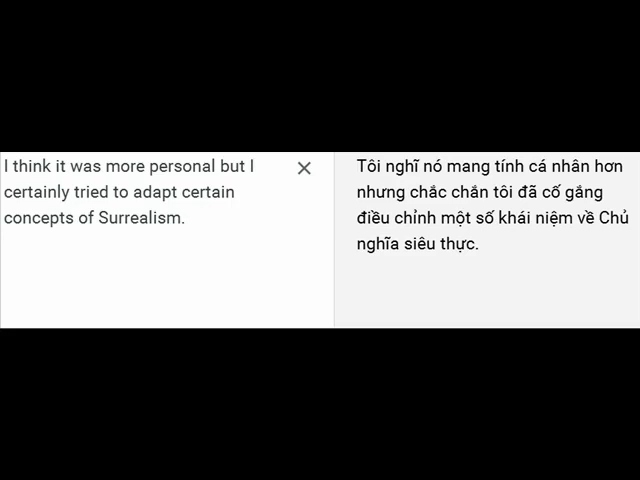 I think it was more personal but I
certainly tried to adapt certain
concepts of Surrealism.
Tôi nghĩ nó mang tính cá nhân hơn
nhưng chắc chắn tôi đã cố gắng
điều chỉnh một số khái niệm về Chủ
nghĩa siêu thực.